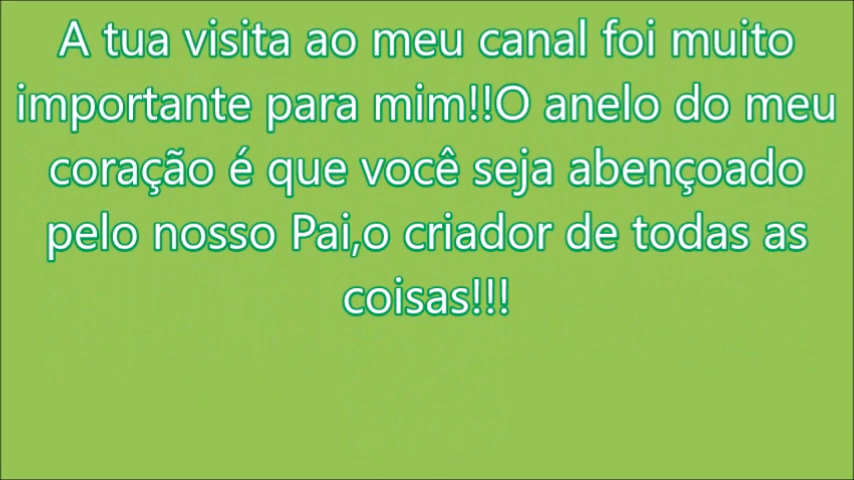 A tua visita ao meu canal foi muito
importante para mim!!O anelo do meu
coração é que você seja abençoado
pelo nosso Pai,o criador de todas as
coisas!!!